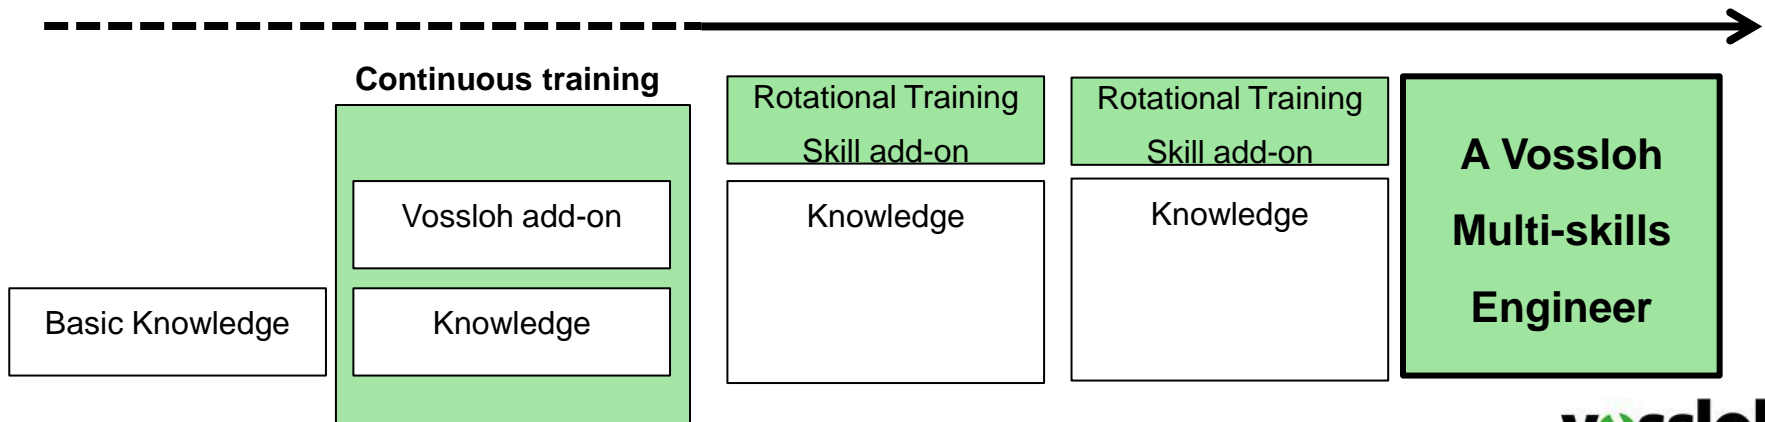 Continuous training
Rotational Training
Skill add-on
Rotational Training
Skill add-on
A Vossloh
Multi-skills
Engineer
Vossloh add-on
Knowledge
Knowledge
Basic Knowledge
Knowledge